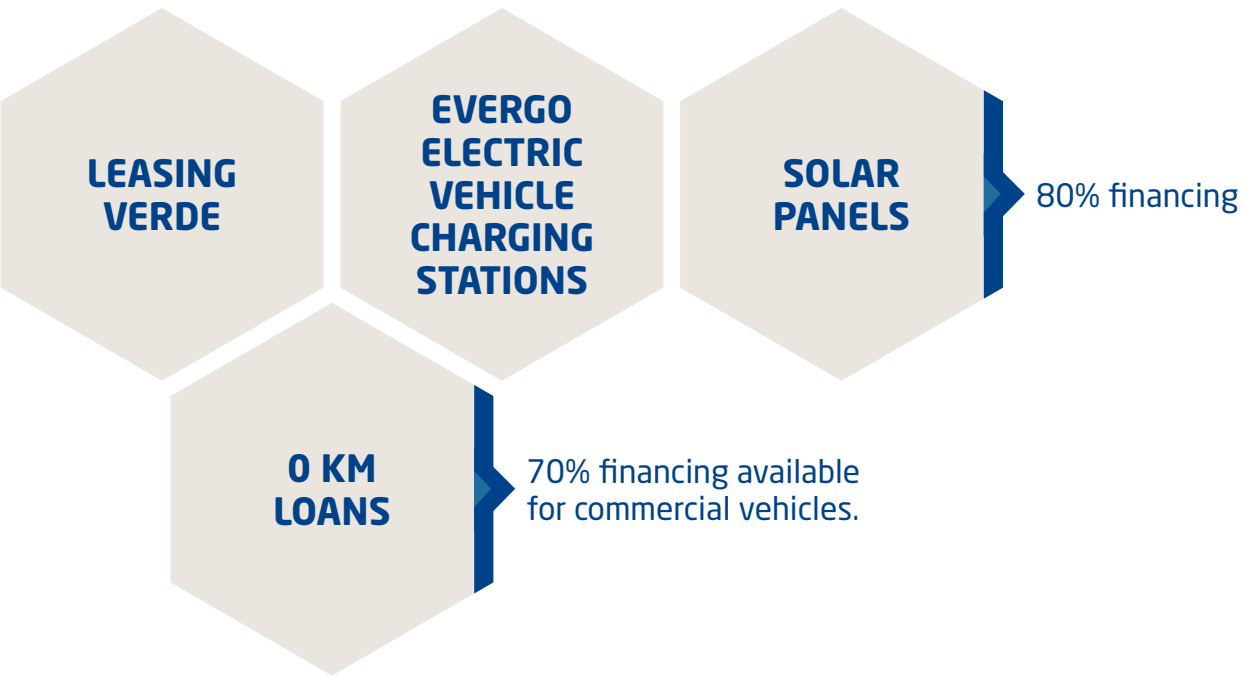 LEASING
VERDE
EVERGO
ELECTRIC
VEHICLE
CHARGING
STATIONS
SOLAR
PANELS
80% financing
0 KM
LOANS
70% financing available
for commercial vehicles.